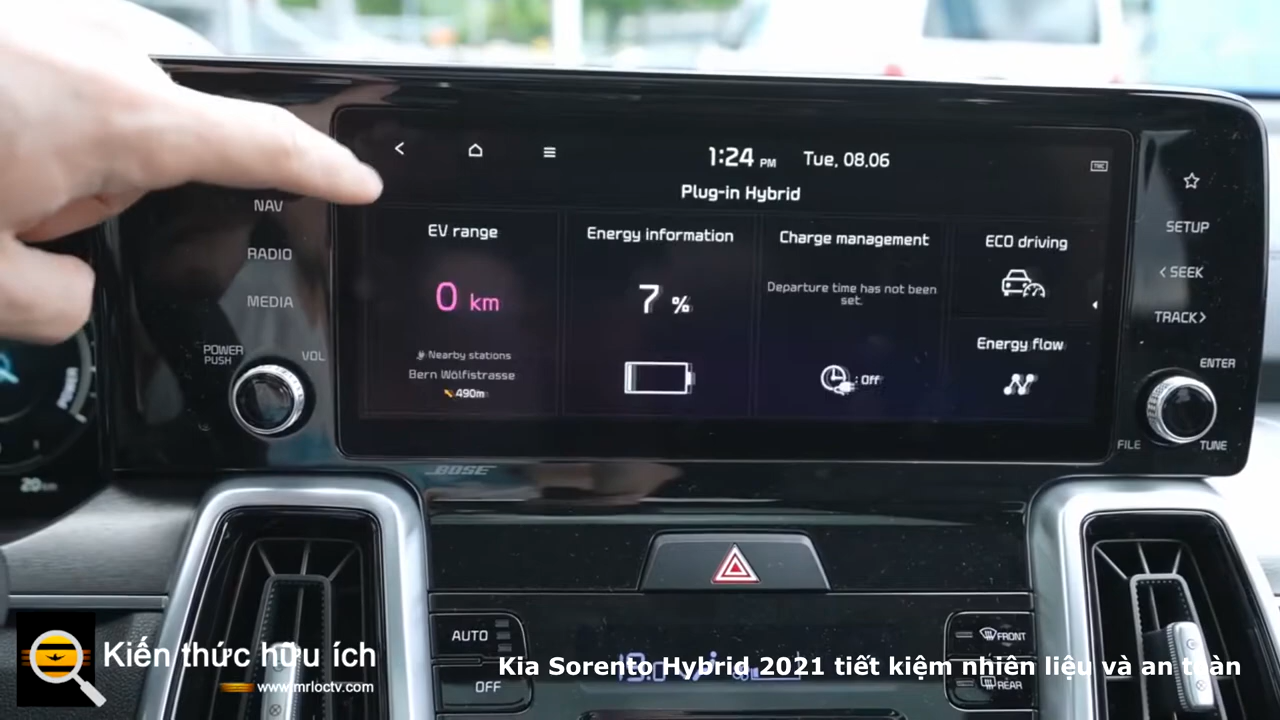 1:24 PM Tue, 08.06
Plug-in Hybrid
NAV
RADIO
MEDIA
POWER
PUSH
VOL
EV range
0 km
Nearby stations
Bern Wölflistrasse
490m
Energy information
7 %
Charge management
Departure time has not been
set.
: Off
ECO driving
Energy flow
SETUP
< SEEK
TRACK >
ENTER
FILE
TUNE
BOSE
20 km
AUTO
OFF
FRONT
REAR
Kiến thức hữu ích
www.mrloctv.com
Kia Sorento Hybrid 2021 tiết kiệm nhiên liệu và an toàn